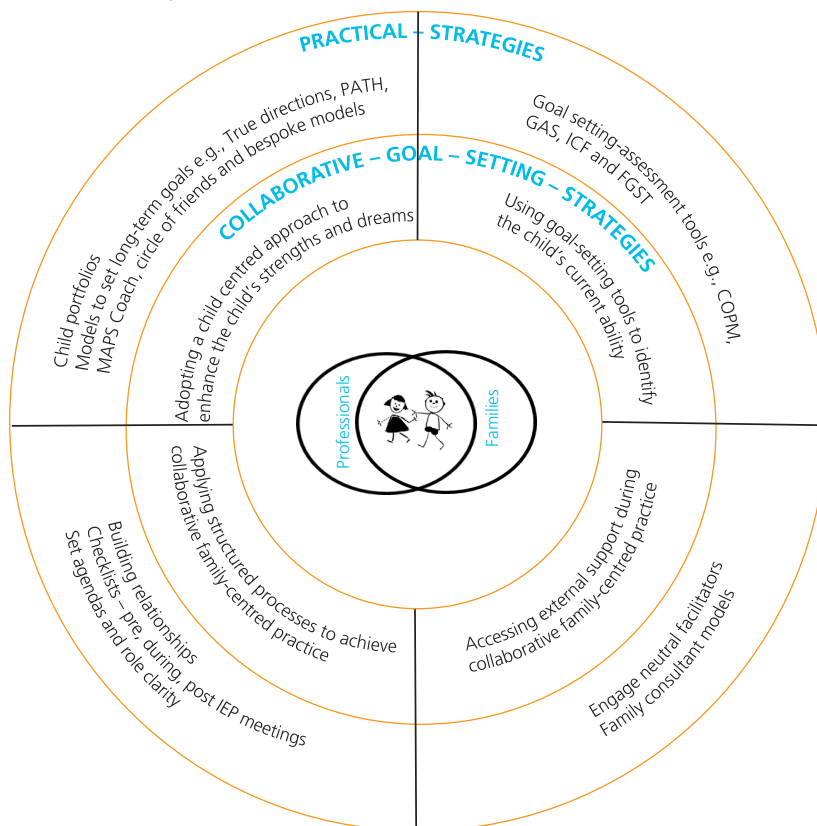 PRACTICAL – STRATEGIES
Child portfolios
Models to set long-term goals e.g., True directions, PATH,
MAPS Coach, circle of friends and bespoke models
Goal setting-assessment tools e.g., COPM,
GAS, ICF and FGST
COLLABORATIVE – GOAL – SETTING – STRATEGIES
Adopting a child centred approach to
enhance the child's strengths and dreams
Using goal-setting tools to identify
the child's current ability
Professionals
Families
Applying structured processes to achieve
collaborative family-centred practice
Accessing external support during
collaborative family-centred practice
Building relationships
Checklists – pre, during, post IEP meetings
Set agendas and role clarity
Engage neutral facilitators
Family consultant models